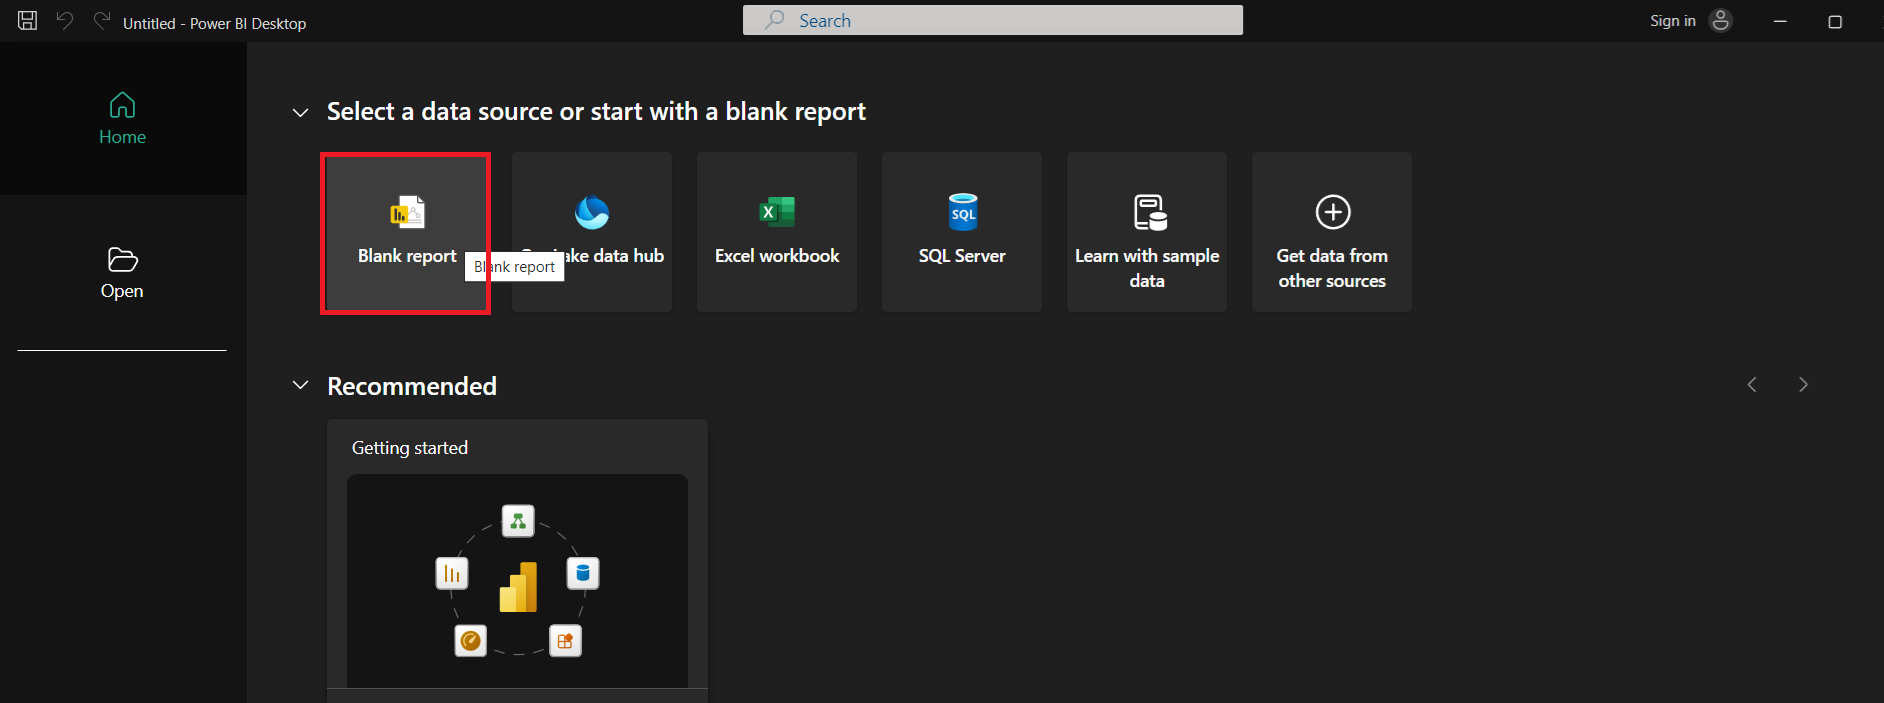 Untitled - Power BI Desktop
Search
Sign in
Home
Open
Select a data source or start with a blank report
Blank report
Blank report
data hub
Excel workbook
SQL
SQL Server
Learn with sample
data
Get data from
other sources
Recommended
Getting started